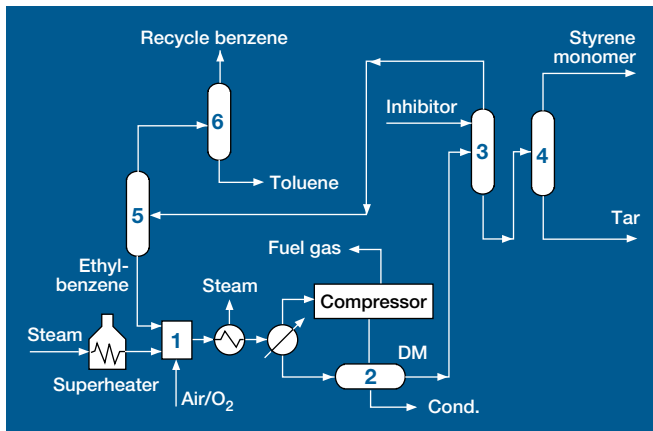 Recycle benzene
Styrene
monomer
Inhibitor
6
3
4
Toluene
5
Tar
Ethyl-
benzene
Fuel gas
Steam
Compressor
Steam
1
Superheater
DM
2
Air/O₂
Cond.